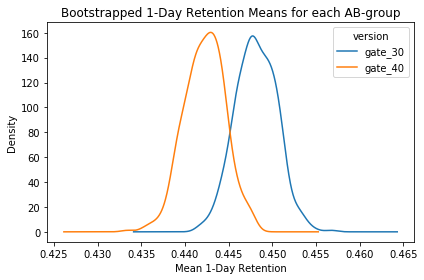 Bootstrapped 1-Day Retention Means for each AB-group
version
gate_30
gate_40
160
140
120
100
80
60
40
20
0
Density
0.425 0.430 0.435 0.440 0.445 0.450 0.455 0.460 0.465
Mean 1-Day Retention